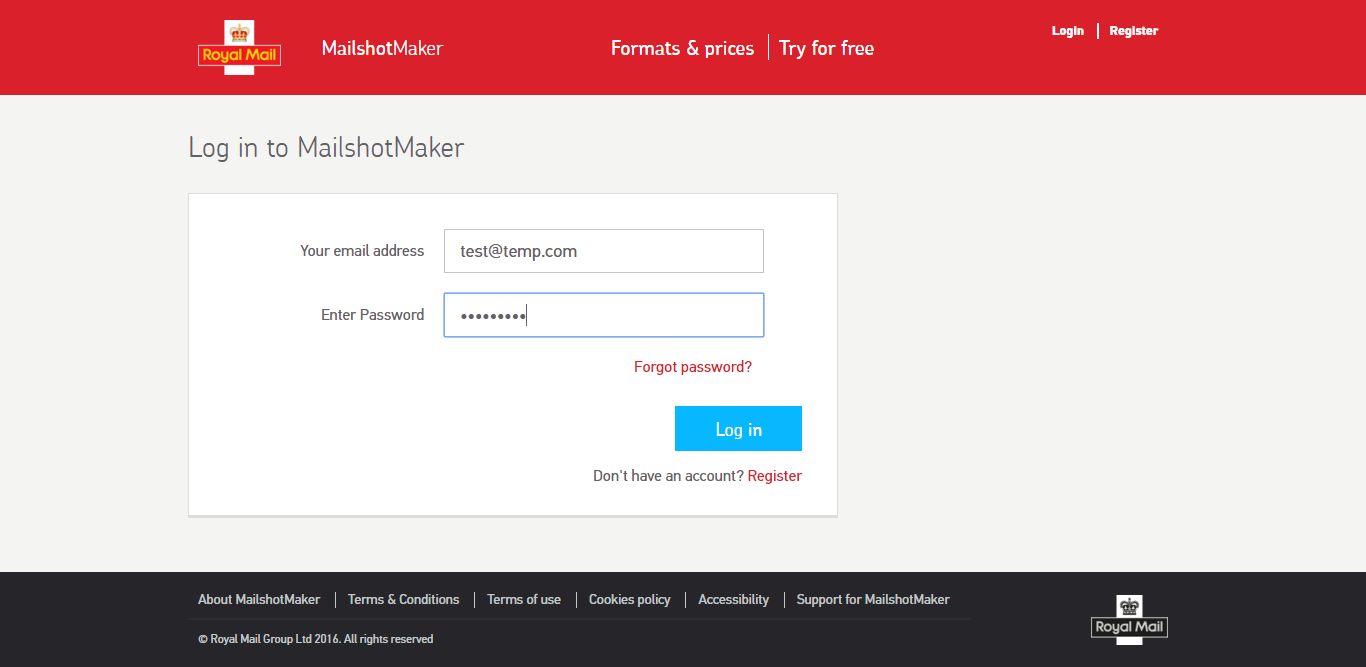 Royal Mail
MailshotMaker
Formats & prices
Try for free
Login
Register
Log in to MailshotMaker
Your email address
test@temp.com
Enter Password
•••••••••
Forgot password?
Log in
Don't have an account? Register
About MailshotMaker
Terms & Conditions
Terms of use
Cookies policy
Accessibility
Support for MailshotMaker
© Royal Mail Group Ltd 2016. All rights reserved
Royal Mail